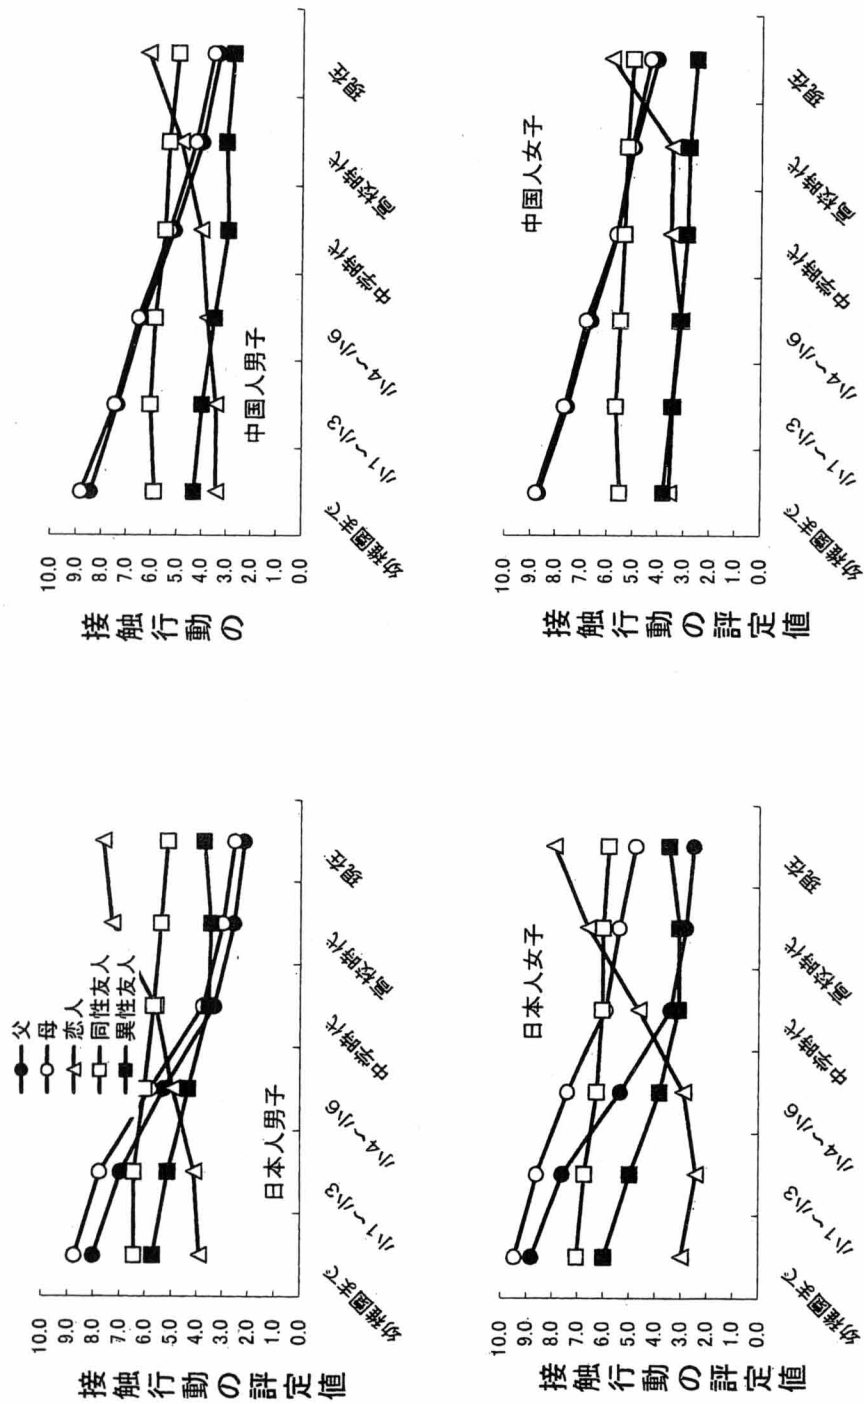 接触行動の評定値
10.0
9.0
8.0
7.0
6.0
5.0
4.0
3.0
2.0
1.0
0.0
父
母
恋人
同性友人
異性友人
日本人男子
幼稚園まで
小1～小3
小4～小6
中学時代
高校時代
現在
接触行動の
10.0
9.0
8.0
7.0
6.0
5.0
4.0
3.0
2.0
1.0
0.0
中国人男子
幼稚園まで
小1～小3
小4～小6
中学時代
高校時代
現在
接触行動の評定値
10.0
9.0
8.0
7.0
6.0
5.0
4.0
3.0
2.0
1.0
0.0
日本人女子
幼稚園まで
小1～小3
小4～小6
中学時代
高校時代
現在
接触行動の評定値
10.0
9.0
8.0
7.0
6.0
5.0
4.0
3.0
2.0
1.0
0.0
中国人女子
幼稚園まで
小1～小3
小4～小6
中学時代
高校時代
現在